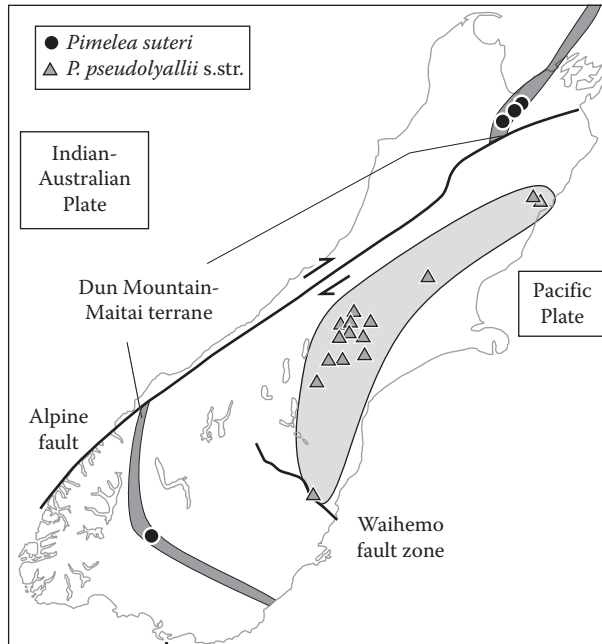 Pimelea suteri
P. pseudolyallii s.str.
Indian-
Australian
Plate
Dun Mountain-
Maitai terrane
Pacific
Plate
Alpine
fault
Waihemo
fault zone